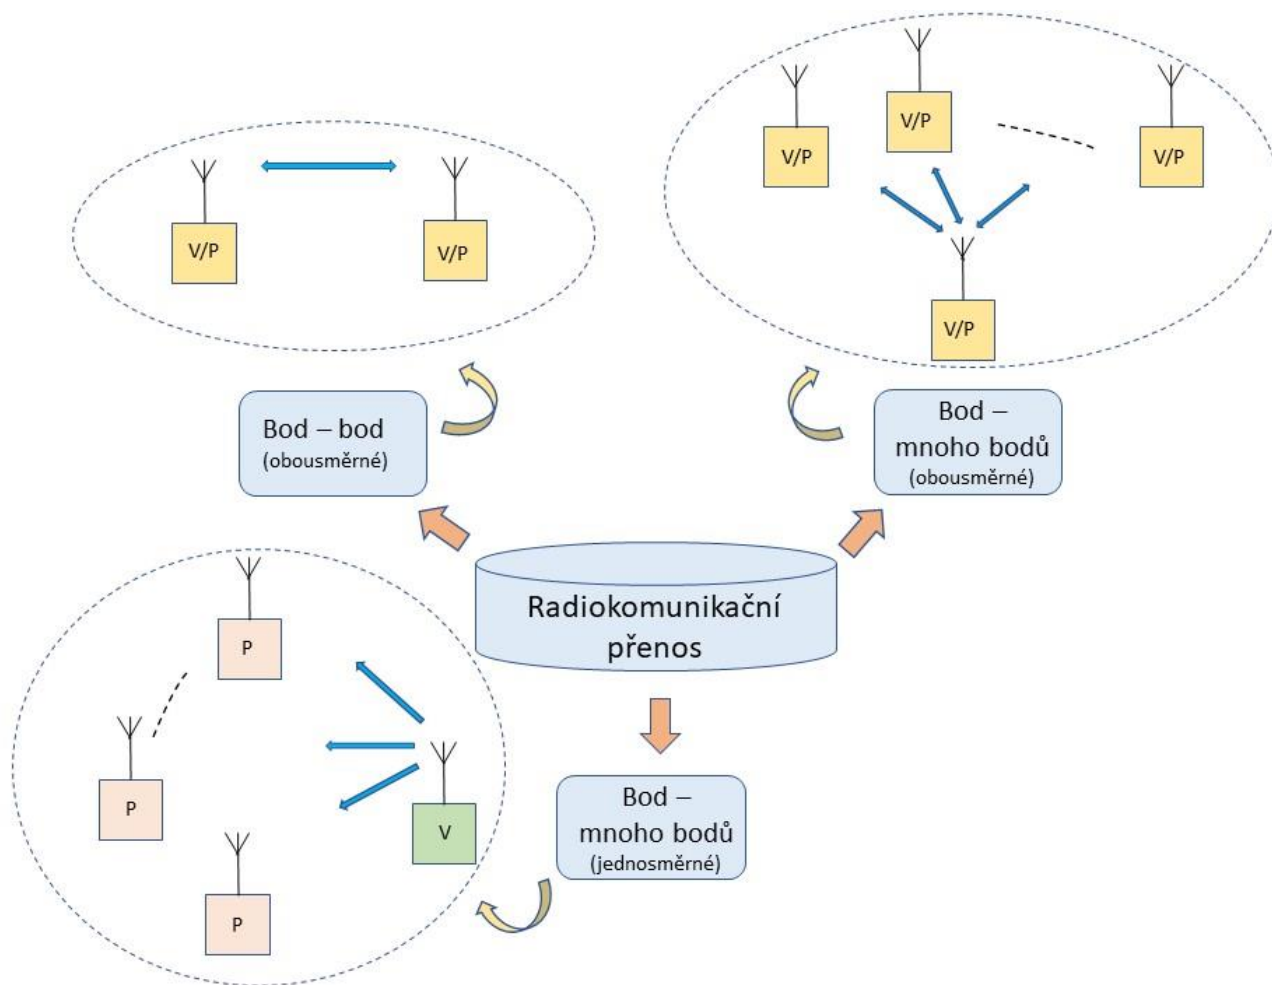 V/P
V/P
V/P
V/P
V/P
V/P
Bod – bod
(obousměrné)
Bod –
mnoho bodů
(obousměrné)
Radiokomunikační
přenos
P
P
V
P
Bod –
mnoho bodů
(jednosměrné)